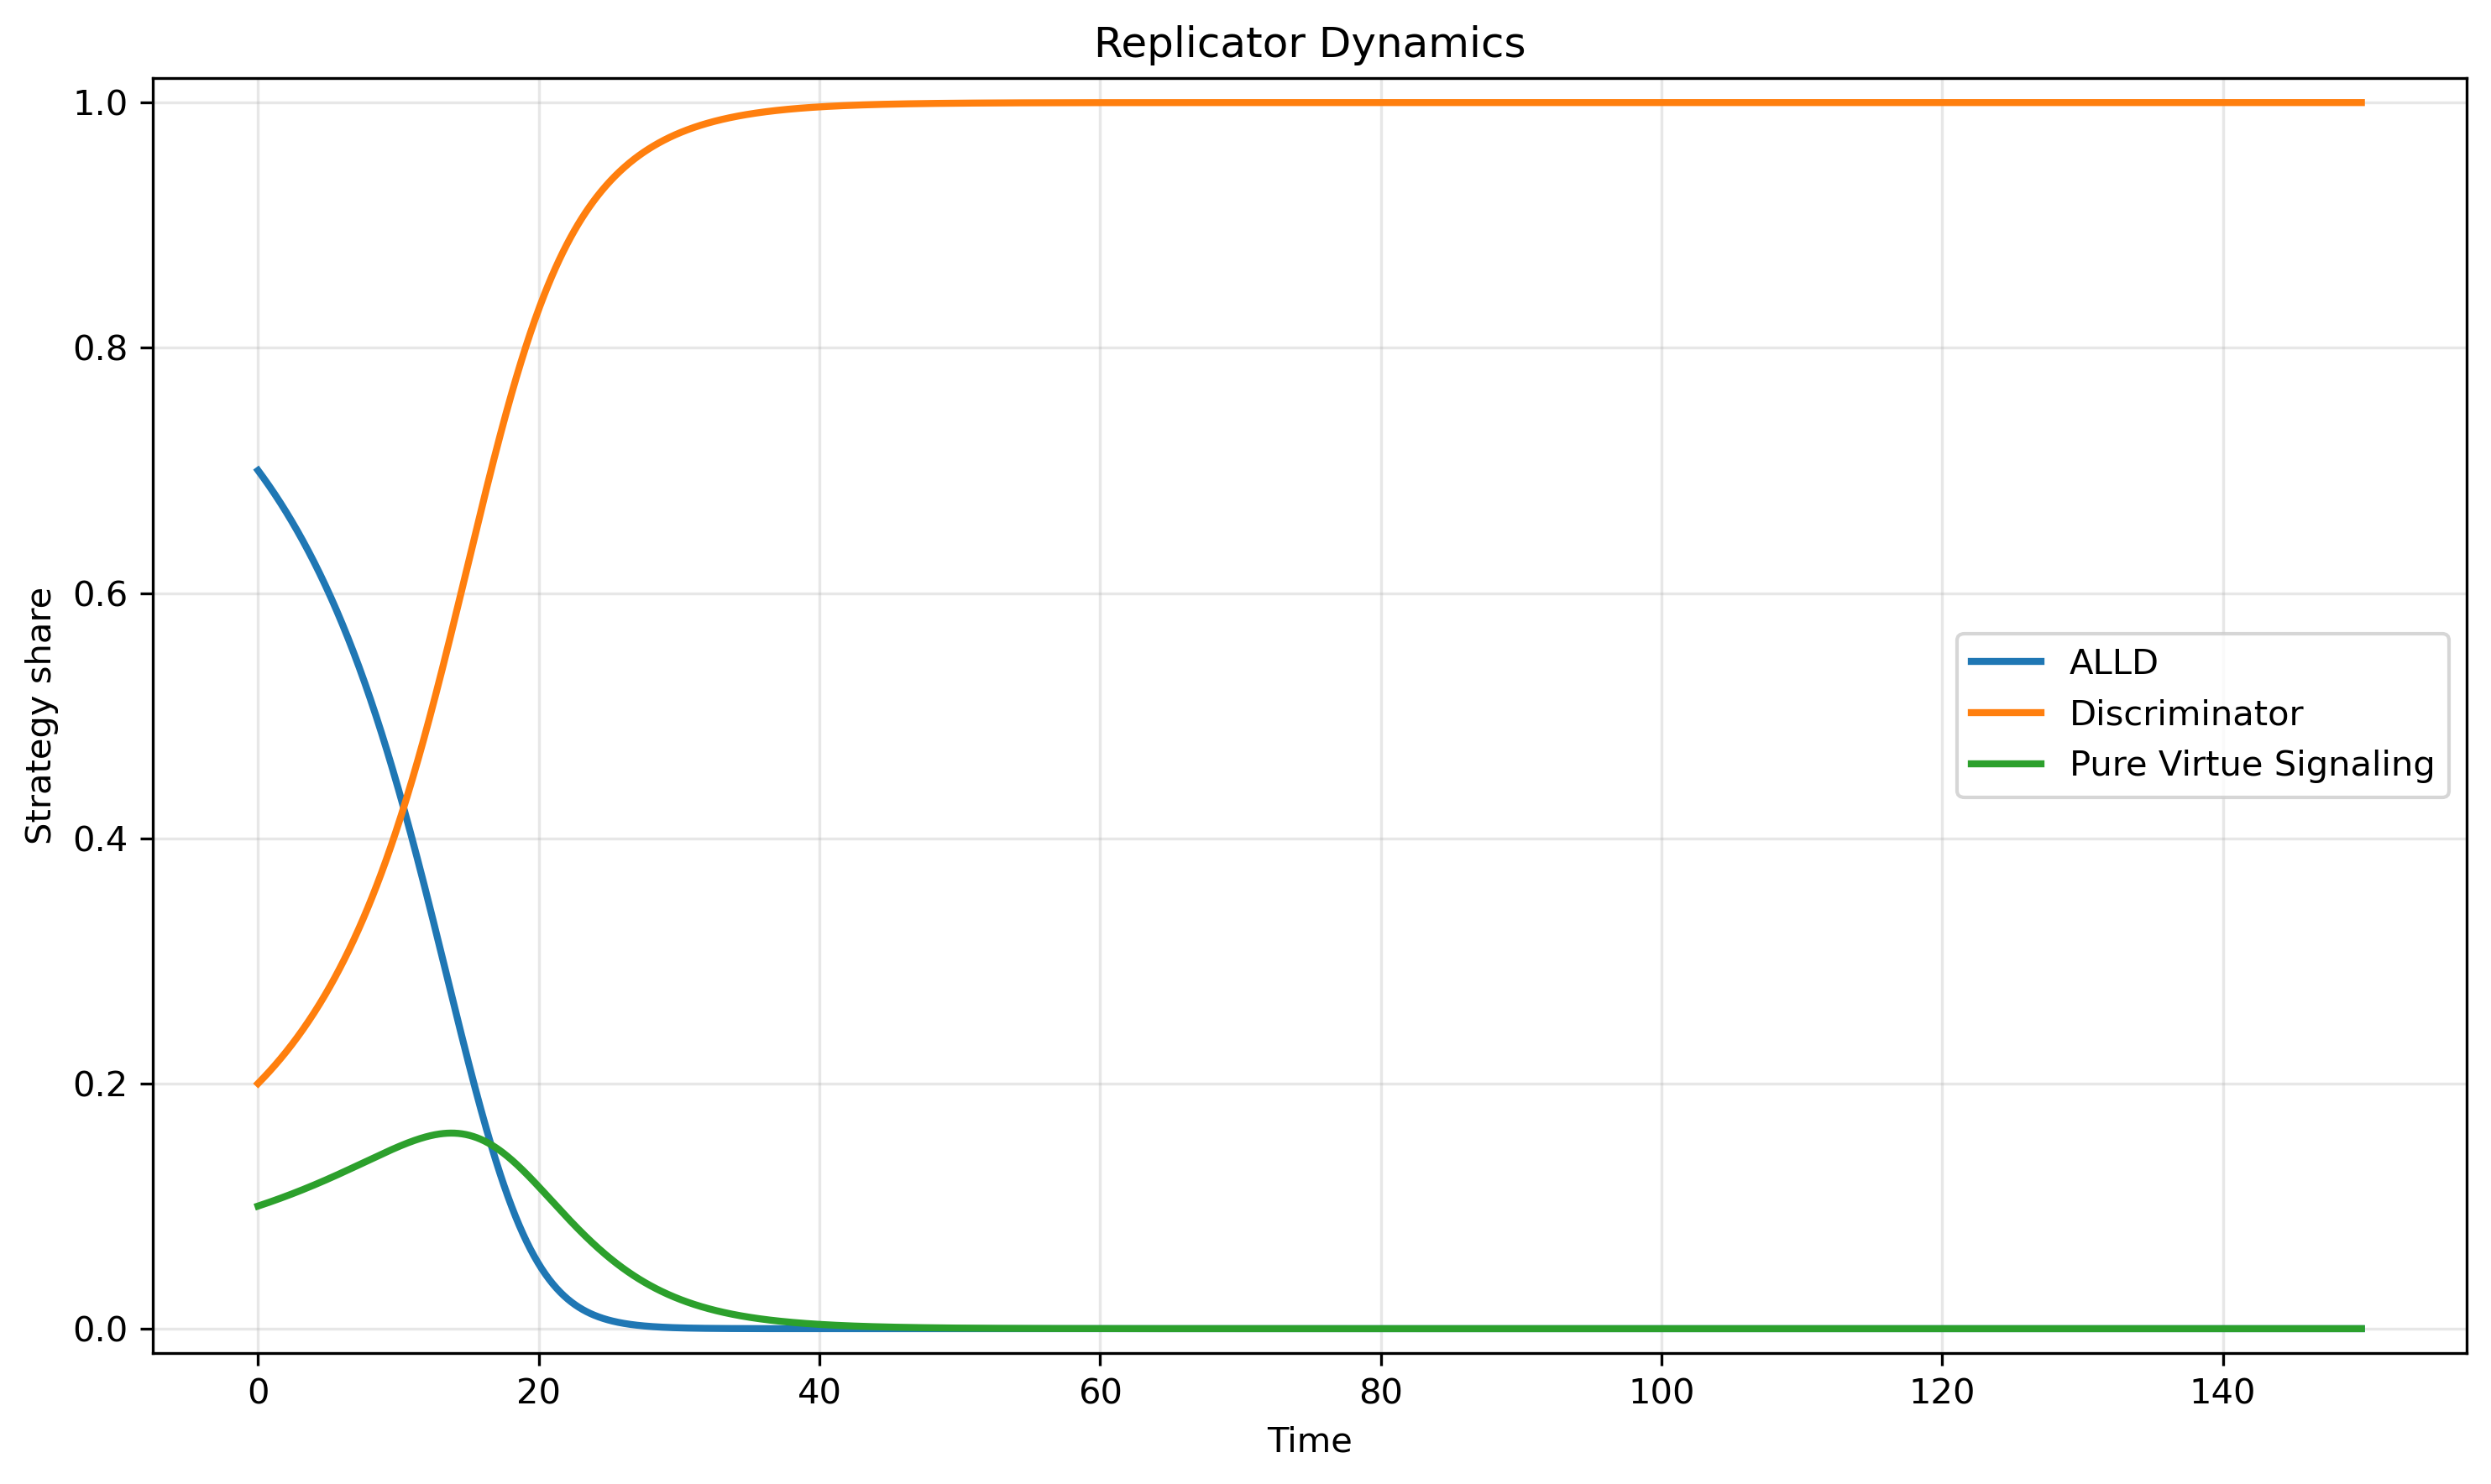 Replicator Dynamics
Strategy share
1.0
0.8
0.6
0.4
0.2
0.0
ALLD
Discriminator
Pure Virtue Signaling
0 20 40 60 80 100 120 140
Time